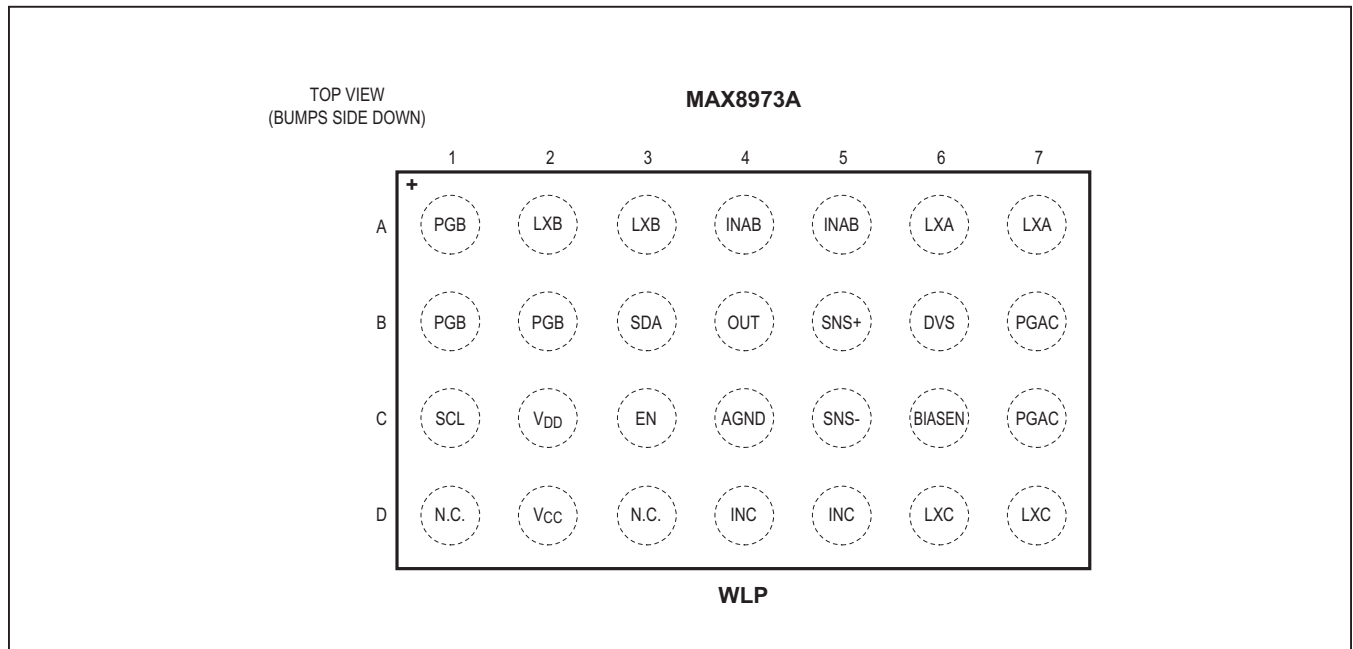 TOP VIEW
(BUMPS SIDE DOWN)
MAX8973A
1 2 3 4 5 6 7
+
A PGB LXB LXB INAB INAB LXA LXA
B PGB PGB SDA OUT SNS+ DVS PGAC
C SCL VDD EN AGND SNS- BIASEN PGAC
D N.C. VCC N.C. INC INC LXC LXC
WLP